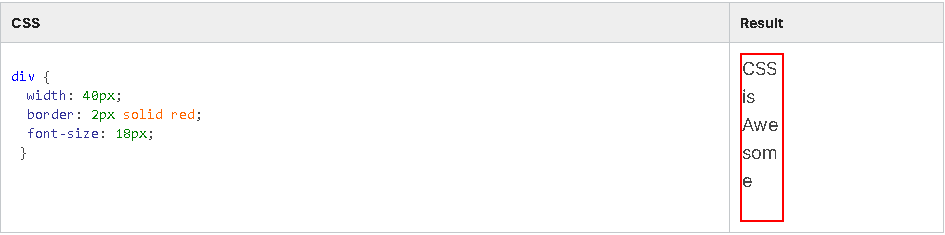 CSS Result
div {
width: 40px;
border: 2px solid red;
font-size: 18px;
}
CSS
is
Awe
som
e